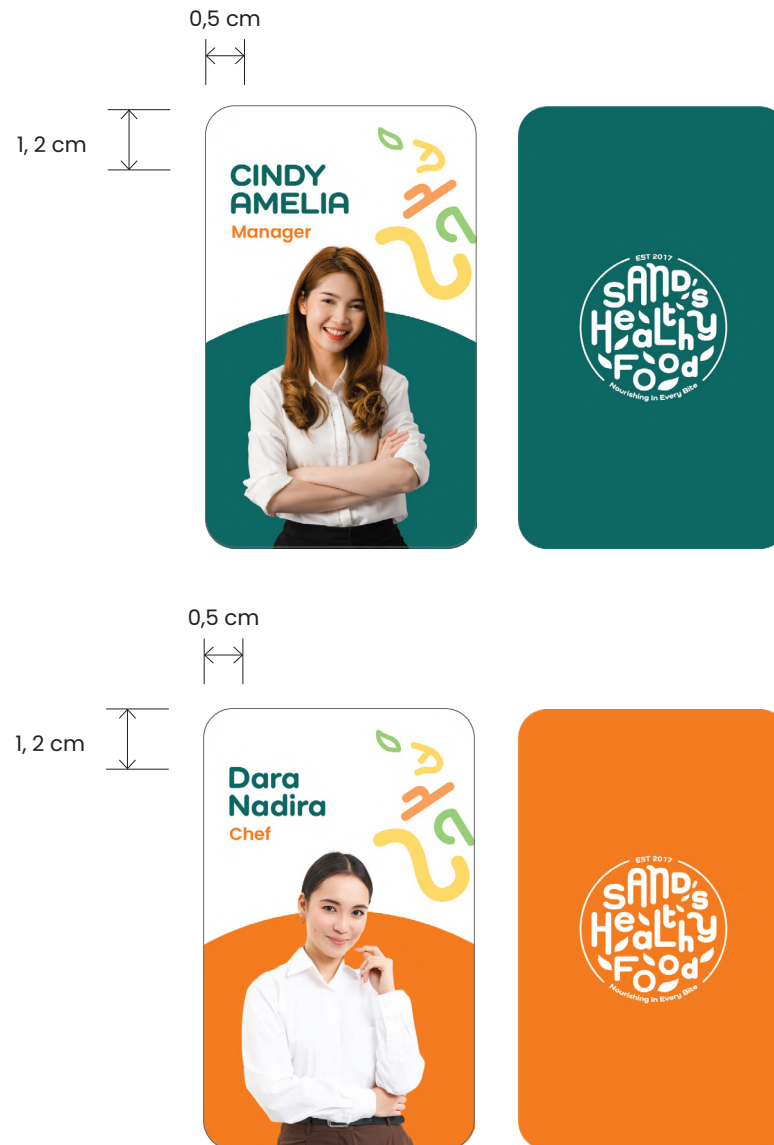 0,5 cm
1, 2 cm
CINDY
AMELIA
Manager
EST 2017
SAND's
Healthy
Food
Nourishing In Every Bite
0,5 cm
1, 2 cm
Dara
Nadira
Chef
EST 2017
SAND's
Healthy
Food
Nourishing In Every Bite